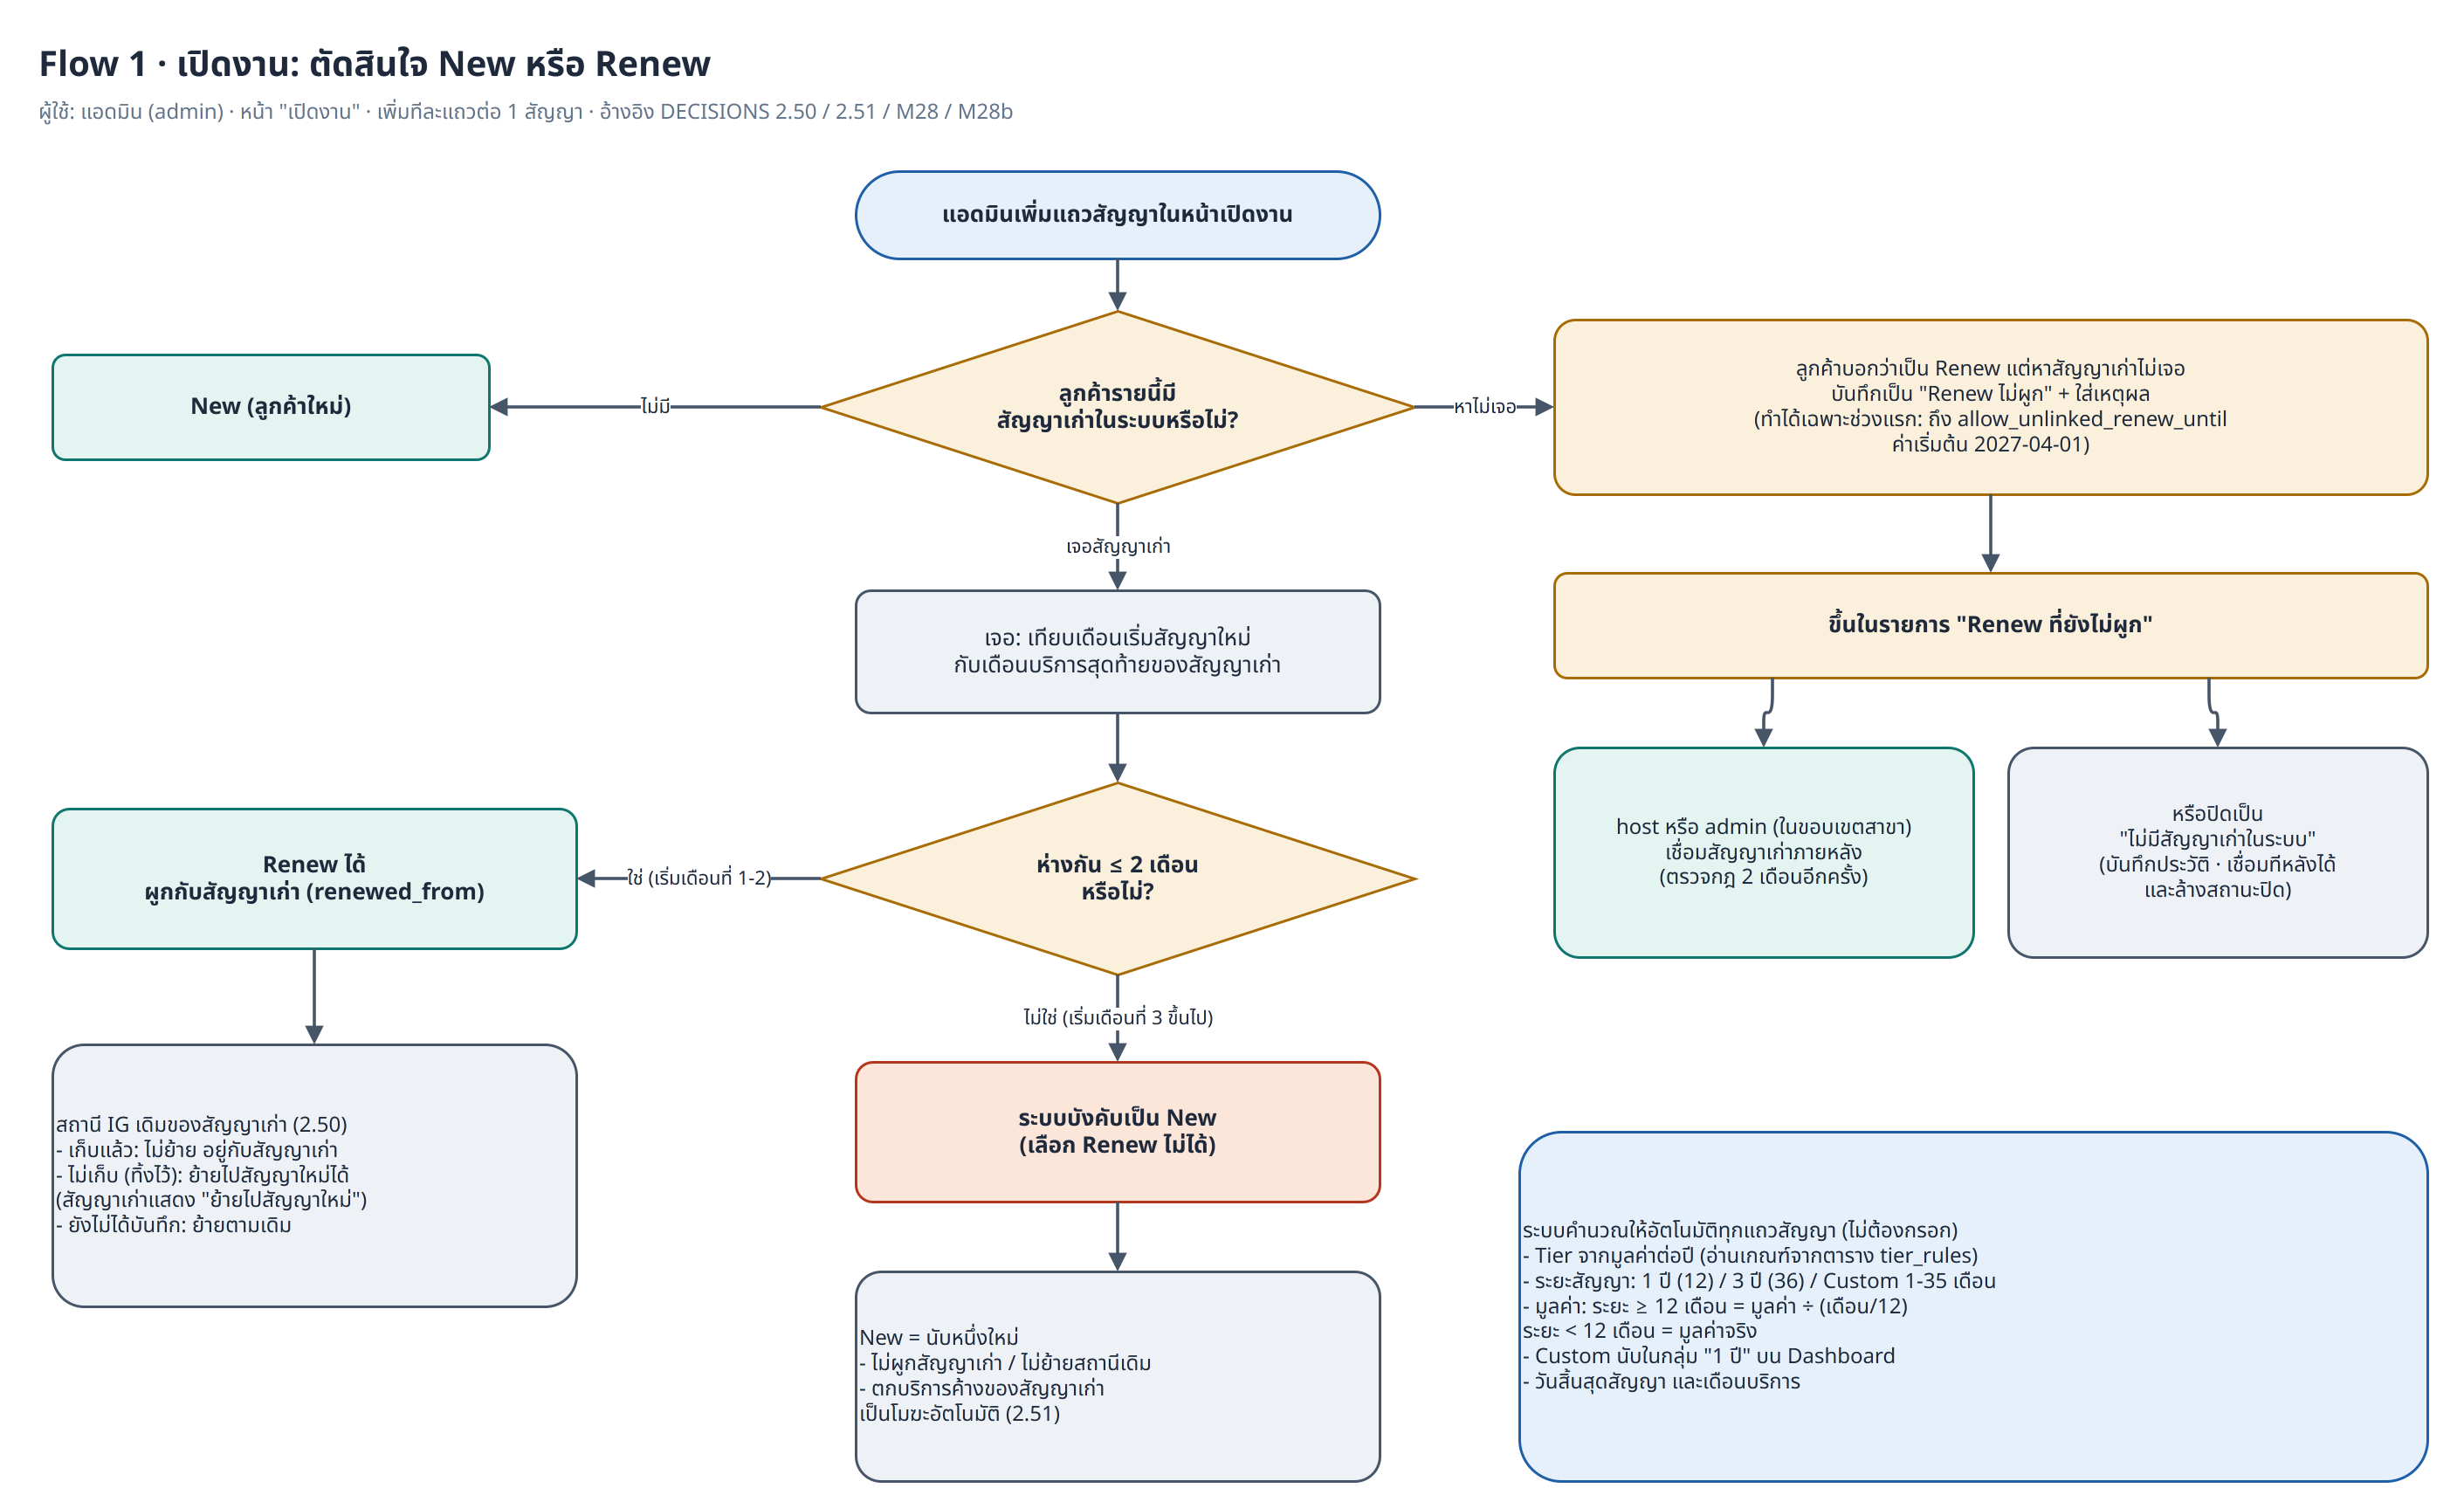 Flow 1 · เปิดงาน: ตัดสินใจ New หรือ Renew
ผู้ใช้: แอดมิน (admin) · หน้า "เปิดงาน" · เพิ่มทีละแถวต่อ 1 สัญญา · อ้างอิง DECISIONS 2.50 / 2.51 / M28 / M28b
แอดมินเพิ่มแถวสัญญาในหน้าเปิดงาน
ลูกค้ารายนี้มี
สัญญาเก่าในระบบหรือไม่?
ไม่มี
New (ลูกค้าใหม่)
หาไม่เจอ
ลูกค้าบอกว่าเป็น Renew แต่หาสัญญาเก่าไม่เจอ
บันทึกเป็น "Renew ไม่ผูก" + ใส่เหตุผล
(ทำได้เฉพาะช่วงแรก: ถึง allow_unlinked_renew_until
ค่าเริ่มต้น 2027-04-01)
เจอสัญญาเก่า
เจอ: เทียบเดือนเริ่มสัญญาใหม่
กับเดือนบริการสุดท้ายของสัญญาเก่า
ขึ้นในรายการ "Renew ที่ยังไม่ผูก"
host หรือ admin (ในขอบเขตสาขา)
เชื่อมสัญญาเก่าภายหลัง
(ตรวจกฎ 2 เดือนอีกครั้ง)
หรือปิดเป็น
"ไม่มีสัญญาเก่าในระบบ"
(บันทึกประวัติ · เชื่อมทีหลังได้
และล้างสถานะปิด)
ห่างกัน ≤ 2 เดือน
หรือไม่?
ใช่ (เริ่มเดือนที่ 1-2)
Renew ได้
ผูกกับสัญญาเก่า (renewed_from)
ไม่ใช่ (เริ่มเดือนที่ 3 ขึ้นไป)
ระบบบังคับเป็น New
(เลือก Renew ไม่ได้)
สถานี IG เดิมของสัญญาเก่า (2.50)
- เก็บแล้ว: ไม่ย้าย อยู่กับสัญญาเก่า
- ไม่เก็บ (ทิ้งไว้): ย้ายไปสัญญาใหม่ได้
(สัญญาเก่าแสดง "ย้ายไปสัญญาใหม่")
- ยังไม่ได้บันทึก: ย้ายตามเดิม
New = นับหนึ่งใหม่
- ไม่ผูกสัญญาเก่า / ไม่ย้ายสถานีเดิม
- ตกบริการค้างของสัญญาเก่า
เป็นโมฆะอัตโนมัติ (2.51)
ระบบคำนวณให้อัตโนมัติทุกแถวสัญญา (ไม่ต้องกรอก)
- Tier จากมูลค่าต่อปี (อ่านเกณฑ์จากตาราง tier_rules)
- ระยะสัญญา: 1 ปี (12) / 3 ปี (36) / Custom 1-35 เดือน
- มูลค่า: ระยะ ≥ 12 เดือน = มูลค่า ÷ (เดือน/12)
ระยะ < 12 เดือน = มูลค่าจริง
- Custom นับในกลุ่ม "1 ปี" บน Dashboard
- วันสิ้นสุดสัญญา และเดือนบริการ